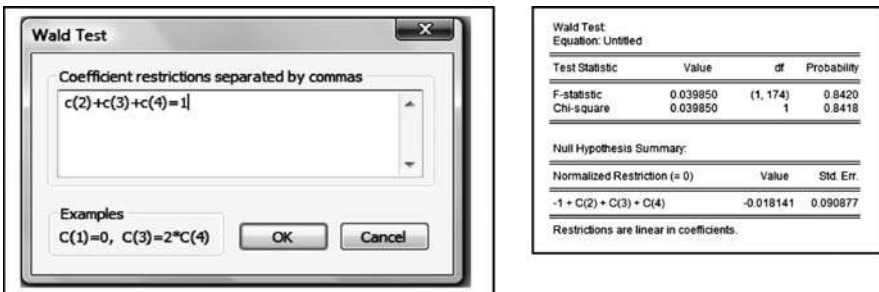 Wald Test
x
Coefficient restrictions separated by commas
c(2)+c(3)+c(4)=1
Examples
C(1)=0, C(3)=2*C(4)
OK
Cancel
Wald Test:
Equation: Untitled
Test Statistic Value df Probability
F-statistic 0.039850 (1, 174) 0.8420
Chi-square 0.039850 1 0.8418
Null Hypothesis Summary:
Normalized Restriction (= 0) Value Std. Err.
-1 + C(2) + C(3) + C(4) -0.018141 0.090877
Restrictions are linear in coefficients.